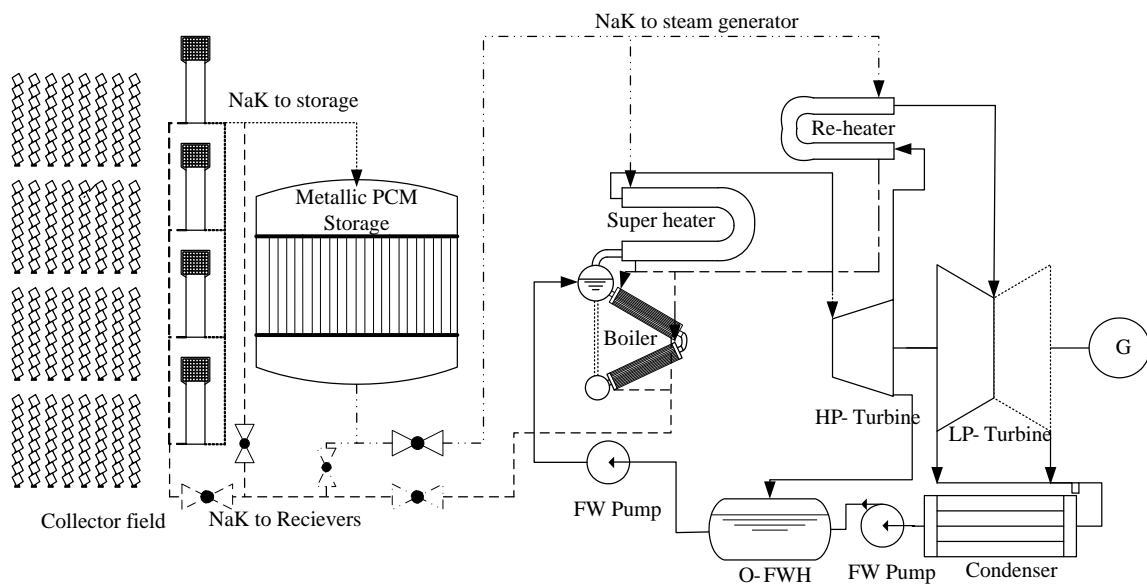 NaK to steam generator
NaK to storage
Re-heater
Metallic PCM
Storage
Super heater
Boiler
G
HP- Turbine
LP- Turbine
FW Pump
NaK to Recievers
Collector field
O-FWH
FW Pump
Condenser